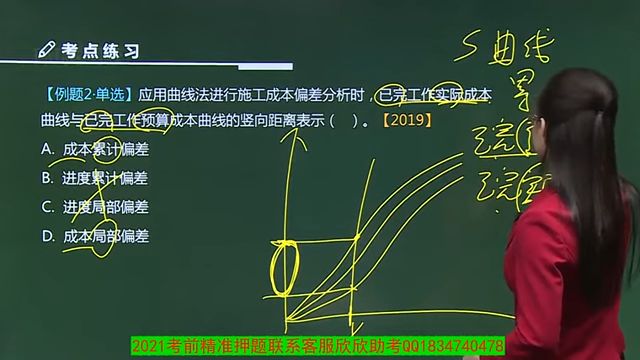 考点练习
S曲线
累
【例题2·单选】应用曲线法进行施工成本偏差分析时，已完工作实际成本
曲线与已完工作预算成本曲线的竖向距离表示（ ）。【2019】
A. 成本累计偏差
B. 进度累计偏差
C. 进度局部偏差
D. 成本局部偏差
2021考前精准押题联系客服欣欣助考QQ1834740478